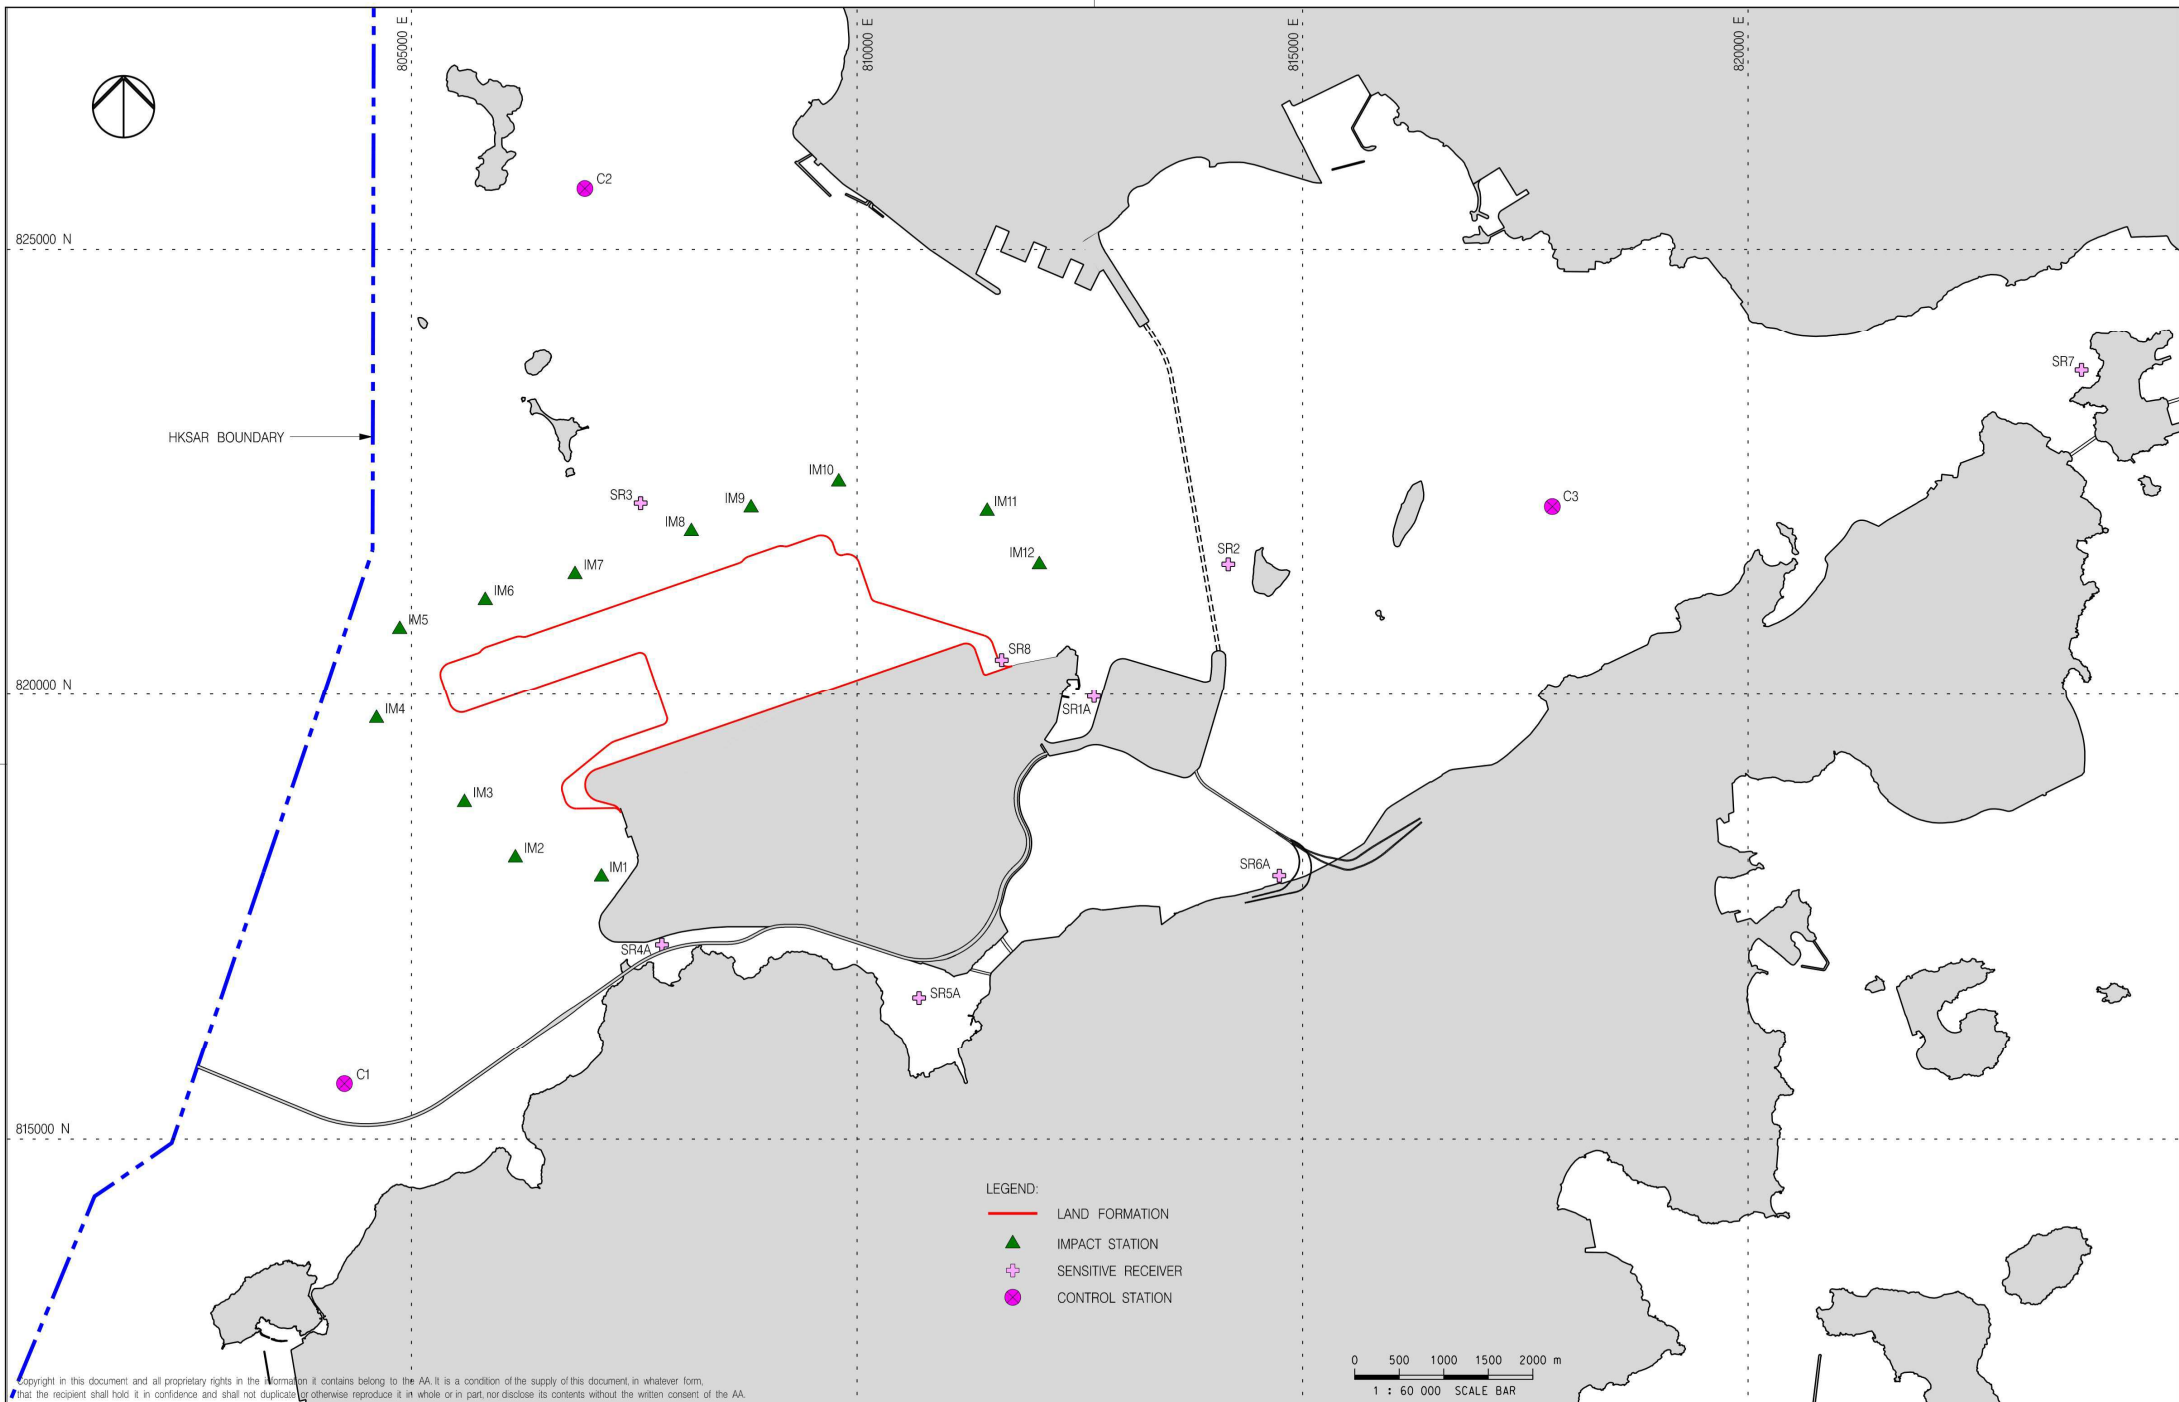 805000 E
810000 E
815000 E
820000 E
C2
825000 N
SR7
HKSAR BOUNDARY
IM10
SR3
IM9
IM11
C3
IM8
IM12
SR2
IM7
IM6
IM5
SR8
820000 N
IM4
SR1A
IM3
IM2
IM1
SR6A
SR4A
SR5A
C1
815000 N
LEGEND:
LAND FORMATION
IMPACT STATION
SENSITIVE RECEIVER
CONTROL STATION
0 500 1000 1500 2000 m
1 : 60 000 SCALE BAR
Copyright in this document and all proprietary rights in the information it contains belong to the AA. It is a condition of the supply of this document, in whatever form,
that the recipient shall hold it in confidence and shall not duplicate or otherwise reproduce it in whole or in part, nor disclose its contents without the written consent of the AA.